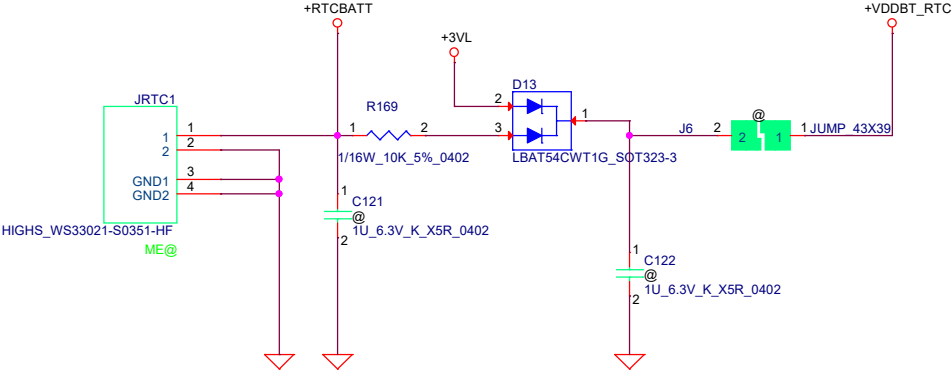 +RTCBATT
+VDDBT_RTC
+3VL
D13
JRTC1
R169
2
1
1
1
2
3
@
J6
2
2
1
1
JUMP_43X39
1
2
2
1/16W_10K_5%_0402
LBAT54CWT1G_SOT323-3
GND1
3
GND2
4
1
C121
@
HIGHS_WS33021-S0351-HF
1U_6.3V_K_X5R_0402
2
ME@
1
C122
@
1U_6.3V_K_X5R_0402
2